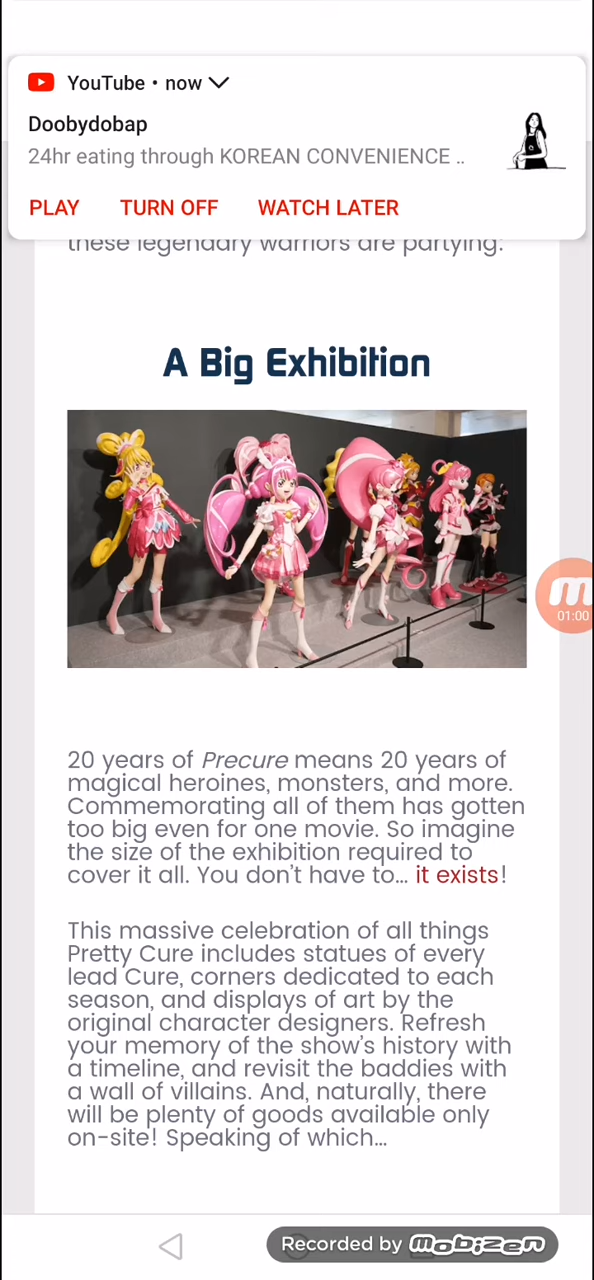 YouTube • now
Doobydobap
24hr eating through KOREAN CONVENIENCE ..
PLAY TURN OFF WATCH LATER
these legendary warriors are partying:
A Big Exhibition
01:00
20 years of Precure means 20 years of
magical heroines, monsters, and more.
Commemorating all of them has gotten
too big even for one movie. So imagine
the size of the exhibition required to
cover it all. You don't have to... it exists!
This massive celebration of all things
Pretty Cure includes statues of every
lead Cure, corners dedicated to each
season, and displays of art by the
original character designers. Refresh
your memory of the show's history with
a timeline, and revisit the baddies with
a wall of villains. And, naturally, there
will be plenty of goods available only
on-site! Speaking of which...
Recorded by mobizen